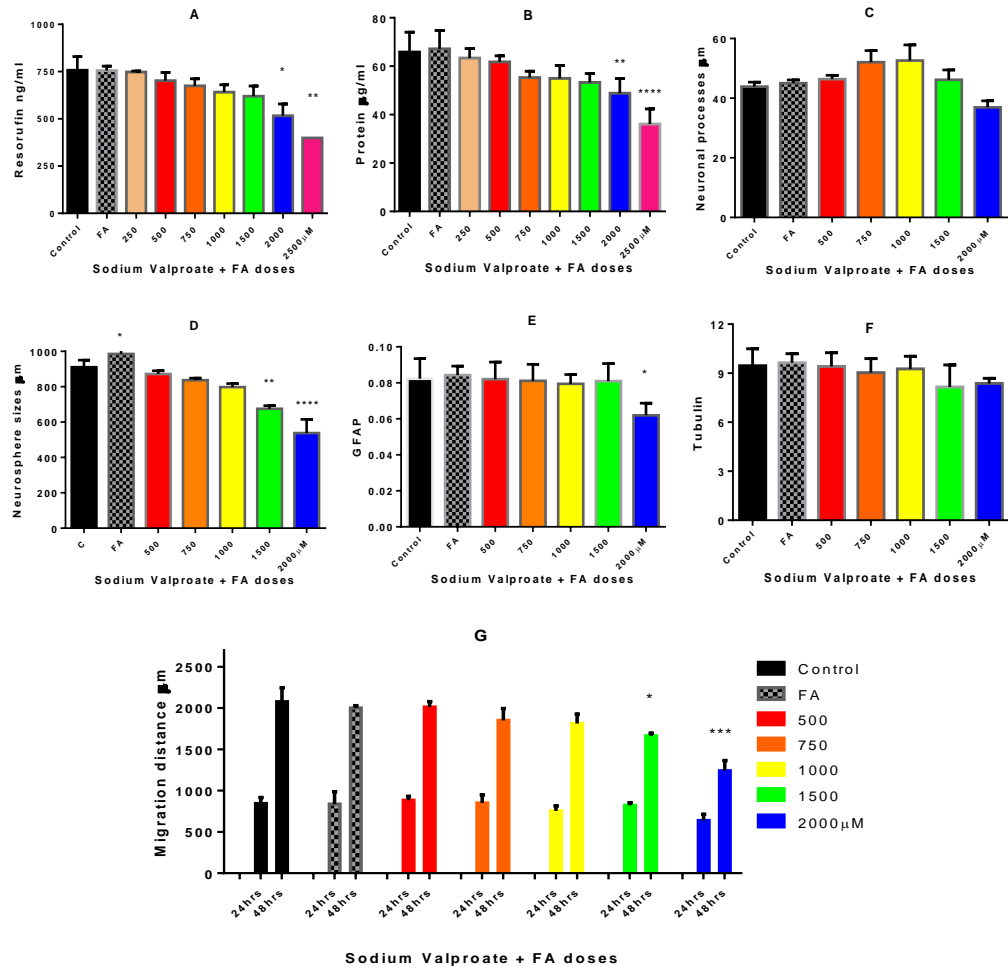 A
Resorufin ng/ml
1000
750
500
250
0
*
**
Control FA 250 500 750 1000 1500 2000 2500μM
Sodium Valproate + FA doses
B
Protein μg/ml
80
60
40
20
0
**
****
Control FA 250 500 750 1000 1500 2000 2500μM
Sodium Valproate + FA doses
C
Neuronal processes μm
60
40
20
0
Control FA 500 750 1000 1500 2000μM
Sodium Valproate + FA doses
D
Neurosphere sizes μm
1000
800
600
400
200
0
*
**
****
C FA 500 750 1000 1500 2000μM
Sodium Valproate + FA doses
E
GFAP
0.10
0.08
0.06
0.04
0.02
0.00
*
Control FA 500 750 1000 1500 2000μM
Sodium Valproate + FA doses
F
Tubulin
12
9
6
3
0
Control FA 500 750 1000 1500 2000μM
Sodium Valproate + FA doses
G
Migration distance μm
2500
2000
1500
1000
500
0
*
***
24hrs 48hrs 24hrs 48hrs 24hrs 48hrs 24hrs 48hrs 24hrs 48hrs 24hrs 48hrs 24hrs 48hrs
Sodium Valproate + FA doses
Control
FA
500
750
1000
1500
2000μM